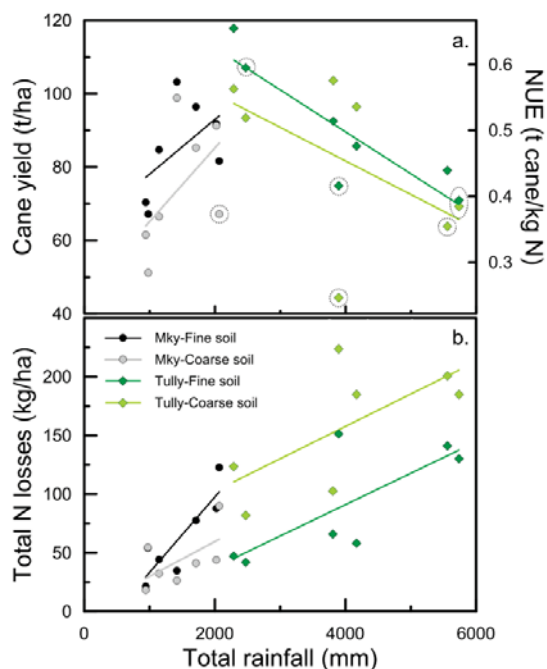 a.
120
100
80
60
40
Cane yield (t/ha)
0.6
0.5
0.4
0.3
NUE (t cane/kg N)
b.
Mky-Fine soil
Mky-Coarse soil
Tully-Fine soil
Tully-Coarse soil
200
150
100
50
0
Total N losses (kg/ha)
0 2000 4000 6000
Total rainfall (mm)